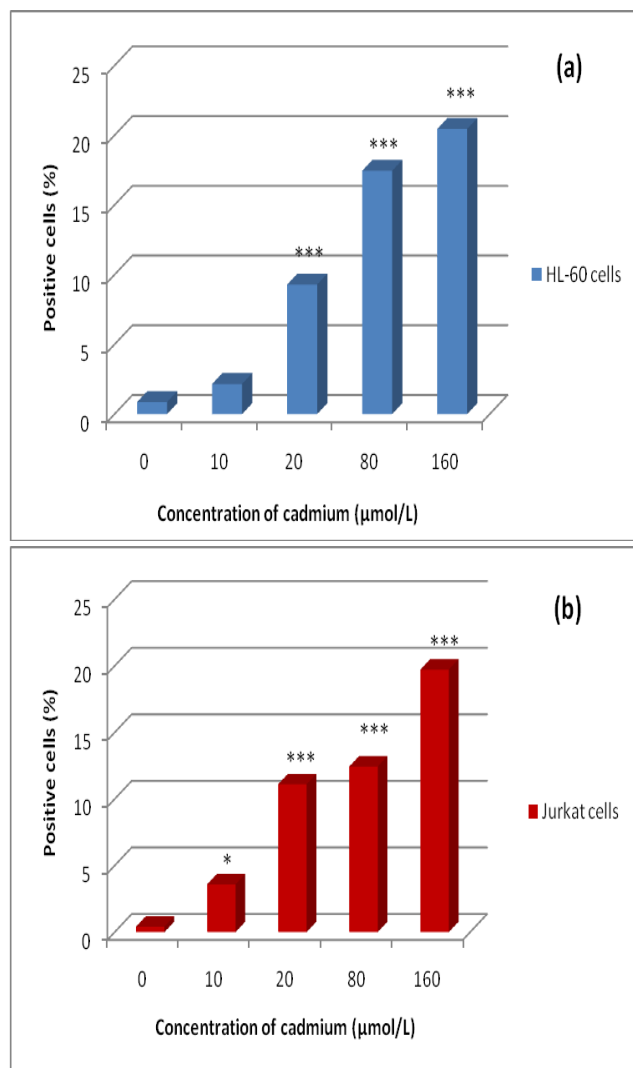 (a)
25
20
15
10
5
0
Positive cells (%)
***
***
***
HL-60 cells
0 10 20 80 160
Concentration of cadmium (µmol/L)
(b)
25
20
15
10
5
0
Positive cells (%)
*
***
***
***
Jurkat cells
0 10 20 80 160
Concentration of cadmium (µmol/L)